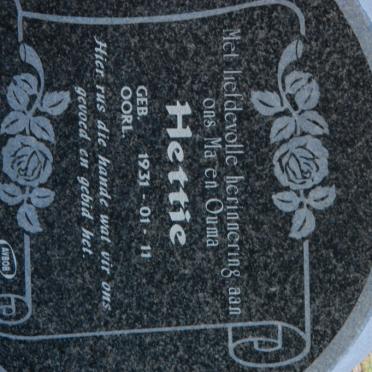 Met liefdevolle herinnering aan
ons Ma en Ouma
Hettie
GEB 1931 - 01 - 11
OORL.
Hier rus die hande wat vir ons
gevoed en gebid het.